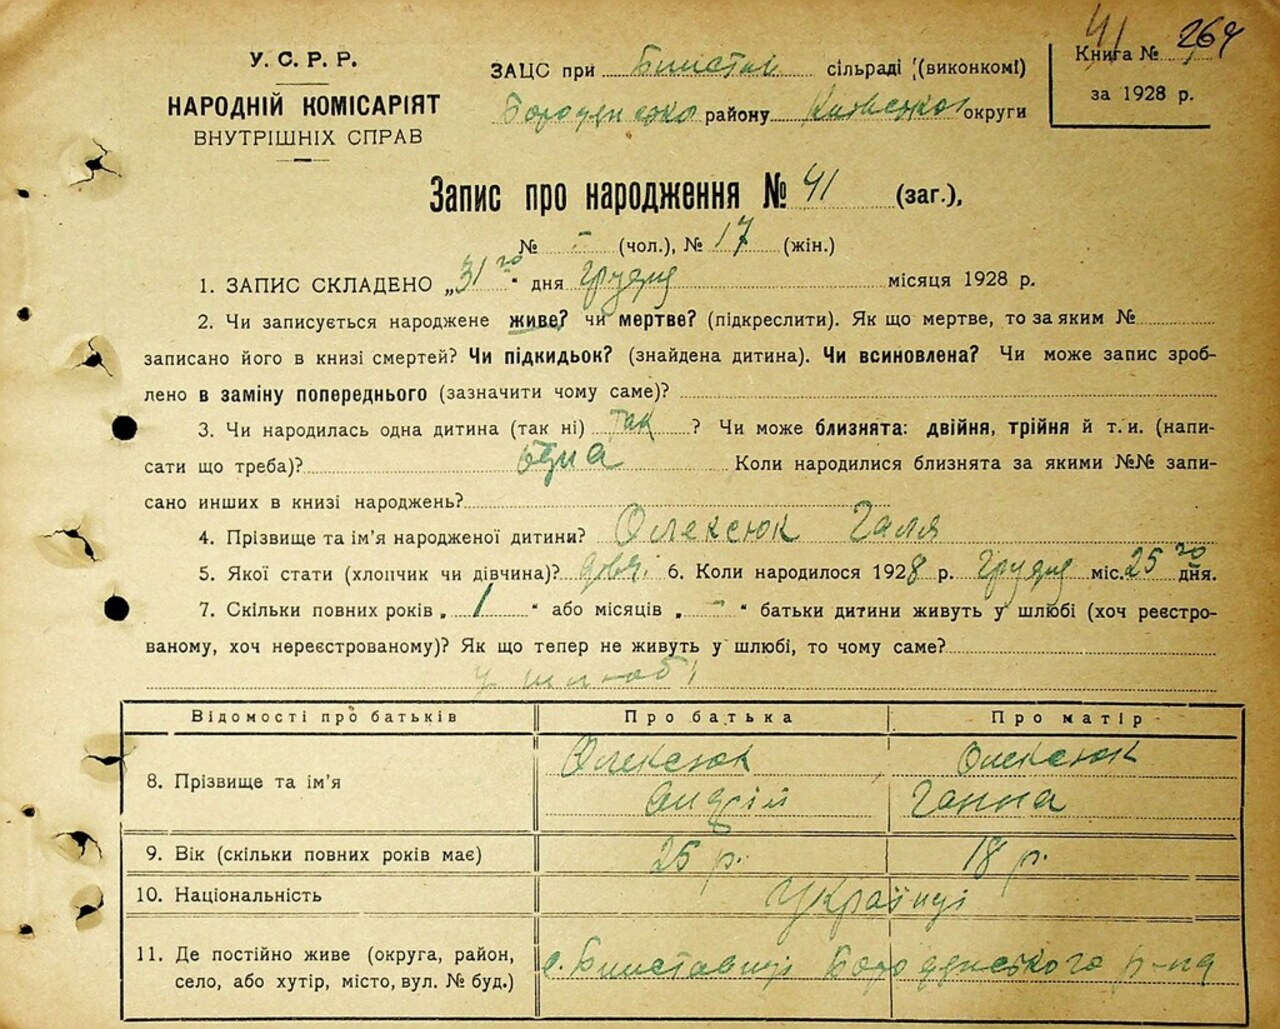 41 264
У. С. Р. Р.
НАРОДНІЙ КОМІСАРІЯТ
ВНУТРІШНІХ СПРАВ
ЗАЦС при сільраді (виконкомі)
району округи
Книга №
за 1928 р.
Запис про народження № 41 (заг.),
№ - (чол.), № 17 (жін.)
1. ЗАПИС СКЛАДЕНО „31го“ дня грудня місяця 1928 р.
2. Чи записується народжене живе? чи мертве? (підкреслити). Як що мертве, то за яким №
записано його в книзі смертей? Чи підкидьок? (знайдена дитина). Чи всиновлена? Чи може запис зроб-
лено в заміну попереднього (зазначити чому саме)?
3. Чи народилась одна дитина (так ні) так ? Чи може близнята: двійня, трійня й т. и. (напи-
сати що треба)? одна Коли народилися близнята за якими №№ запи-
сано инших в книзі народжень?
4. Прізвище та ім’я народженої дитини? Олексюк Галя
5. Якої стати (хлопчик чи дівчина)? дівч. 6. Коли народилося 1928 р. грудня міс. 25го дня.
7. Скільки повних років „ 1 “ або місяців „ - “ батьки дитини живуть у шлюбі (хоч реєстро-
ваному, хоч нереєстрованому)? Як що тепер не живуть у шлюбі, то чому саме?
у шлюбі
Відомості про батьків Про батька Про матір
8. Прізвище та ім’я Олексюк Андрій Олексюк Ганна
9. Вік (скільки повних років має) 25 р. 18 р.
10. Національність Українці
11. Де постійно живе (округа, район,
село, або хутір, місто, вул. № буд.) с. р-на